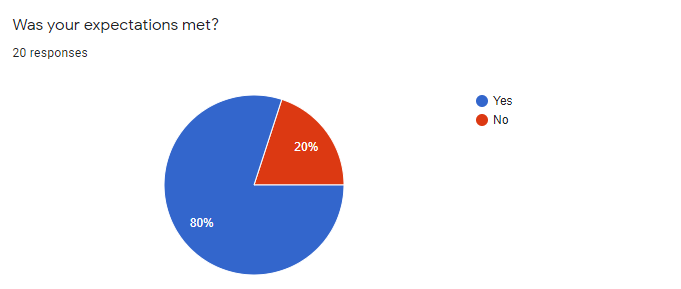 Was your expectations met?
20 responses
Yes
No
20%
80%